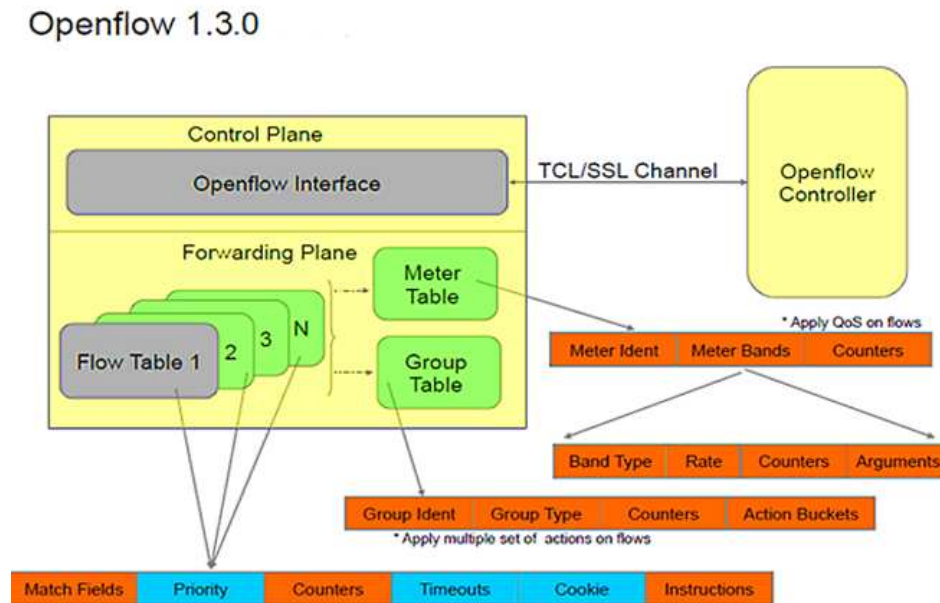 Openflow 1.3.0
Control Plane
Openflow Interface
TCL/SSL Channel
Openflow
Controller
Forwarding Plane
Meter
Table
Group
Table
Flow Table 1
2
3
N
* Apply QoS on flows
Meter Ident Meter Bands Counters
Band Type Rate Counters Arguments
Group Ident Group Type Counters Action Buckets
* Apply multiple set of actions on flows
Match Fields Priority Counters Timeouts Cookie Instructions